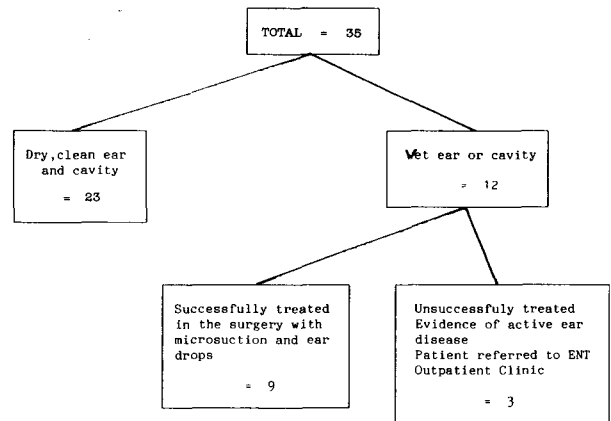 TOTAL = 35
Dry,clean ear
and cavity
= 23
Wet ear or cavity
= 12
Successfully treated
in the surgery with
microsuction and ear
drops
= 9
Unsuccessfuly treated
Evidence of active ear
disease
Patient referred to ENT
Outpatient Clinic
= 3